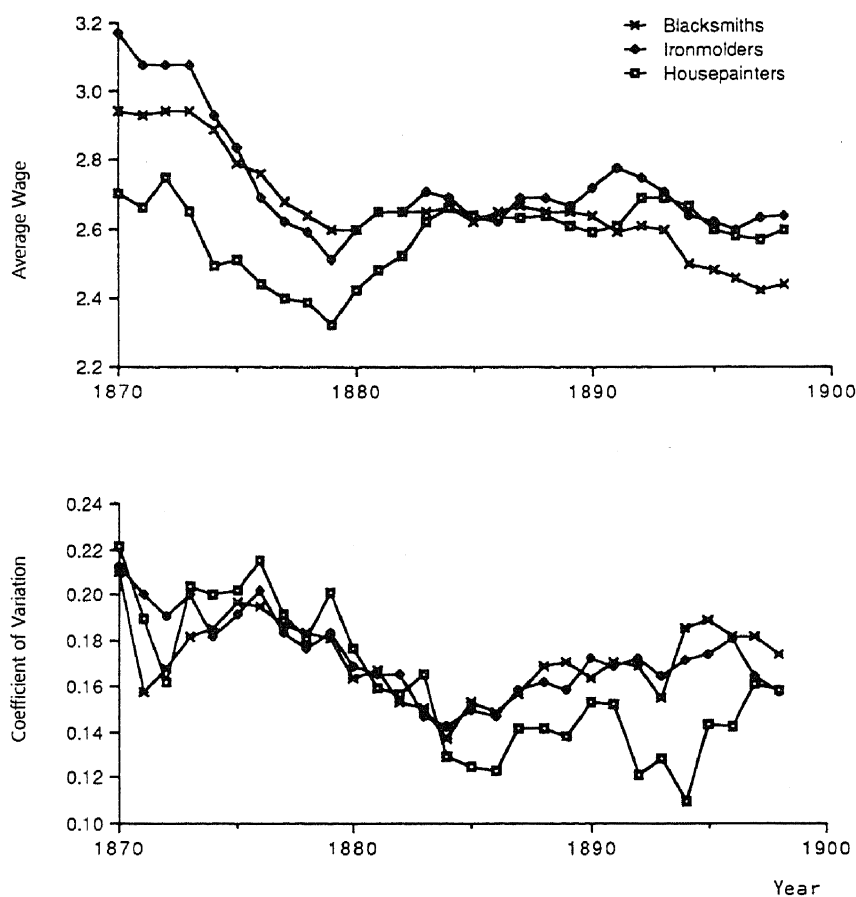 3.2
Blacksmiths
Ironmolders
Housepainters
3.0
2.8
2.6
2.4
2.2
Average Wage
1870 1880 1890 1900
0.24
0.22
0.20
0.18
0.16
0.14
0.12
0.10
Coefficient of Variation
1870 1880 1890 1900
Year